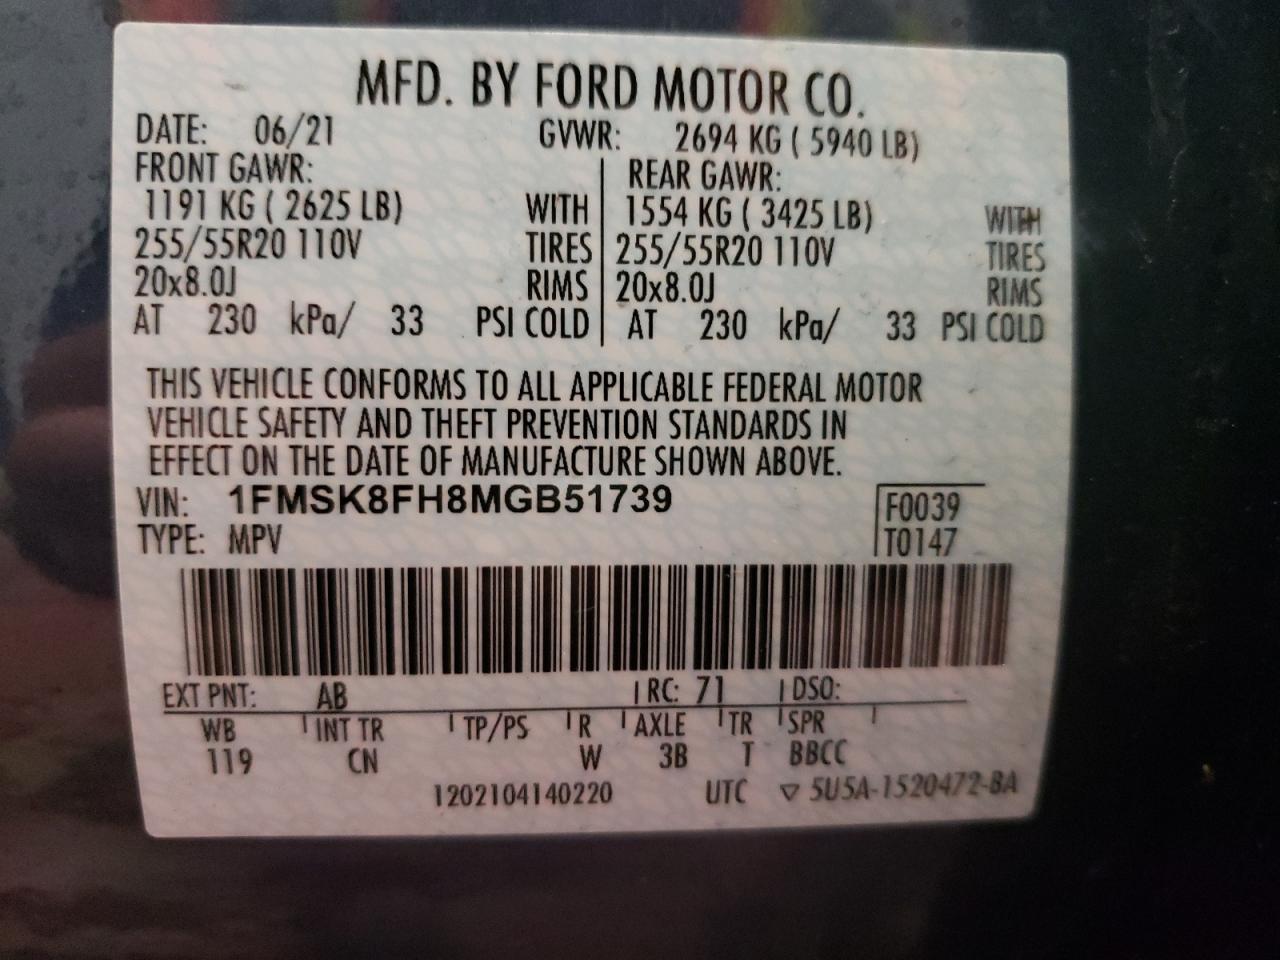 MFD. BY FORD MOTOR CO.
DATE: 06/21 GVWR: 2694 KG ( 5940 LB)
FRONT GAWR: REAR GAWR:
1191 KG ( 2625 LB) WITH 1554 KG ( 3425 LB) WITH
255/55R20 110V TIRES 255/55R20 110V TIRES
20x8.0J RIMS 20x8.0J RIMS
AT 230 kPa/ 33 PSI COLD AT 230 kPa/ 33 PSI COLD
THIS VEHICLE CONFORMS TO ALL APPLICABLE FEDERAL MOTOR
VEHICLE SAFETY AND THEFT PREVENTION STANDARDS IN
EFFECT ON THE DATE OF MANUFACTURE SHOWN ABOVE.
VIN: 1FMSK8FH8MGB51739 F0039
TYPE: MPV T0147
EXT PNT: AB RC: 71 DSO:
WB INT TR TP/PS R AXLE TR SPR
119 CN W 3B T BBCC
1202104140220 UTC ▽ 5U5A-1520472-BA